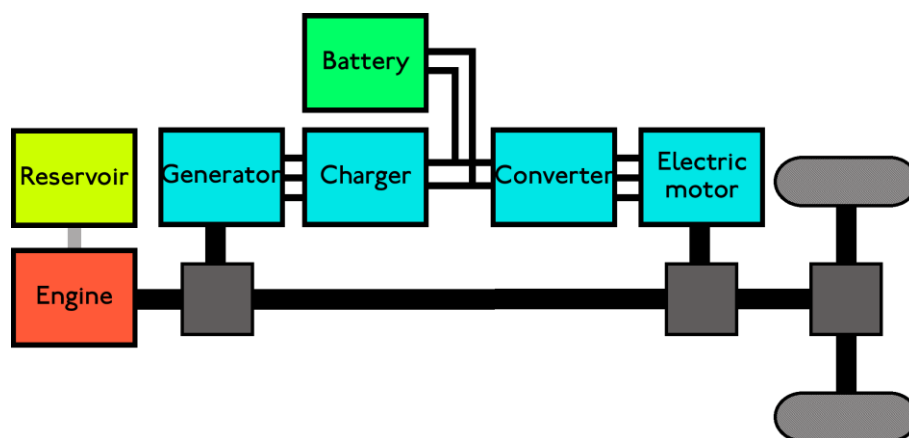 Battery
Reservoir
Generator
Charger
Converter
Electric
motor
Engine